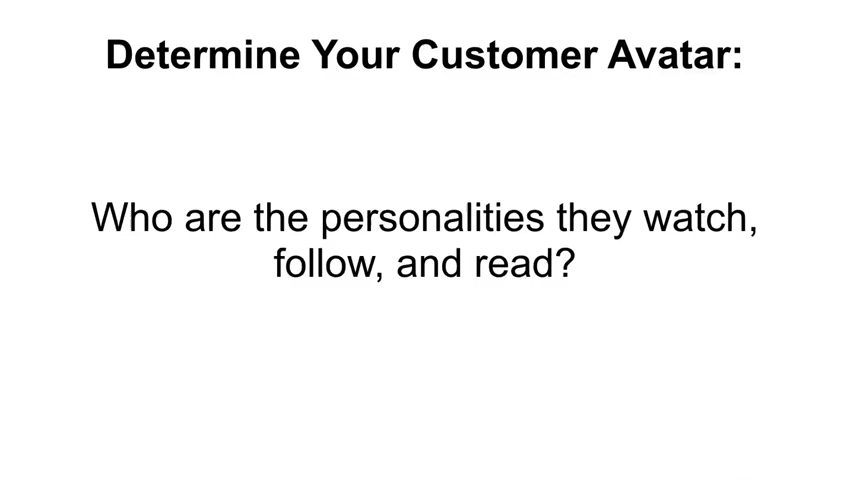 Determine Your Customer Avatar:
Who are the personalities they watch,
follow, and read?